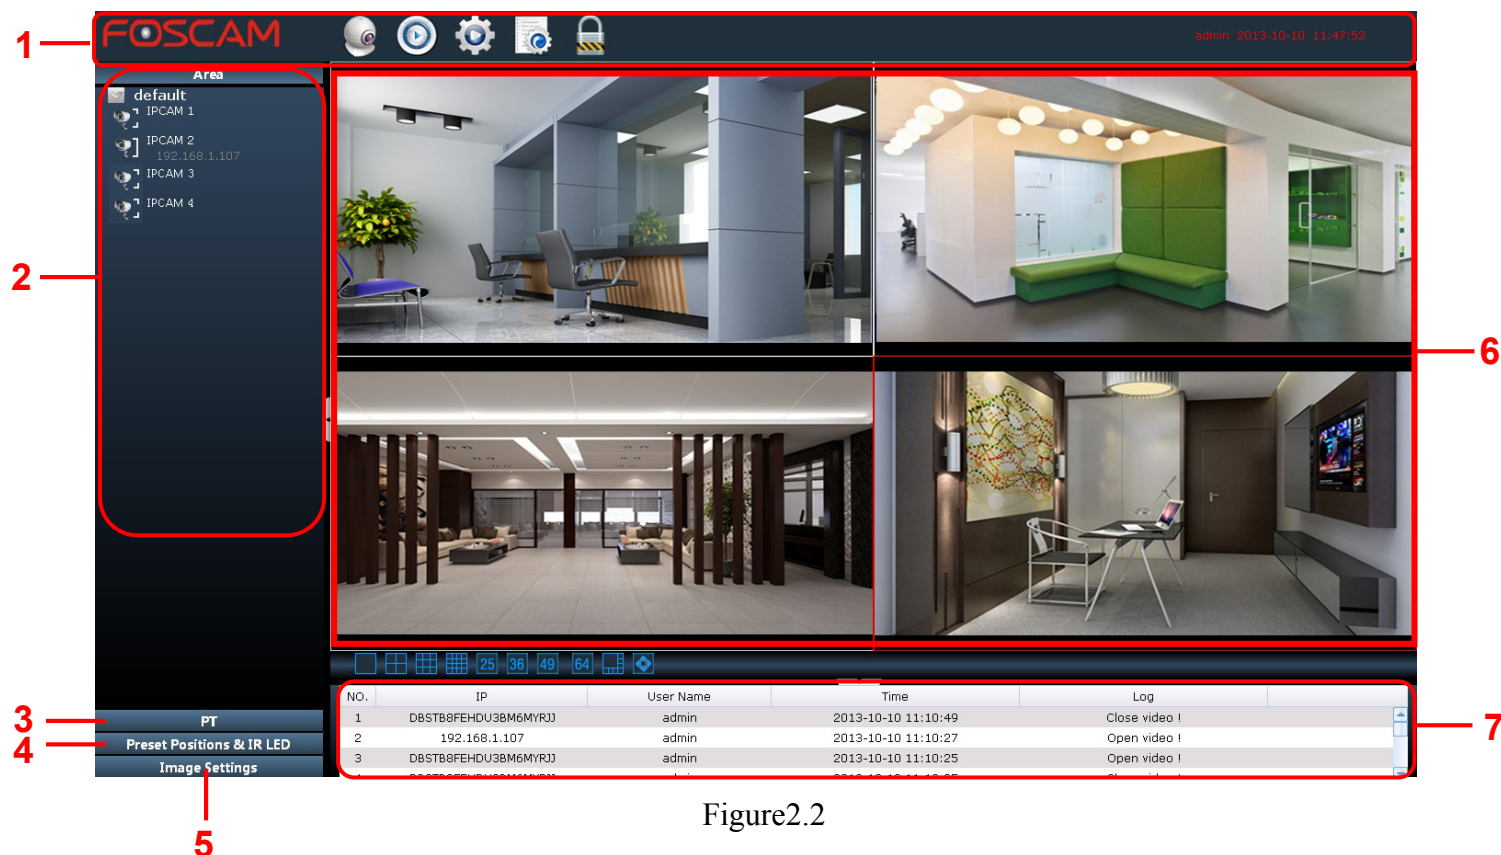 1
FOSCAM
admin 2013-10-10 11:47:52
Area
default
IPCAM 1
IPCAM 2
192.168.1.107
IPCAM 3
IPCAM 4
2
6
25 36 49 64
NO. IP User Name Time Log
1 DBSTB8FEHDU3BM6MYRJJ admin 2013-10-10 11:10:49 Close video !
2 192.168.1.107 admin 2013-10-10 11:10:27 Open video !
3 DBSTB8FEHDU3BM6MYRJJ admin 2013-10-10 11:10:25 Open video !
7
3
PT
4
Preset Positions & IR LED
Image Settings
5
Figure2.2